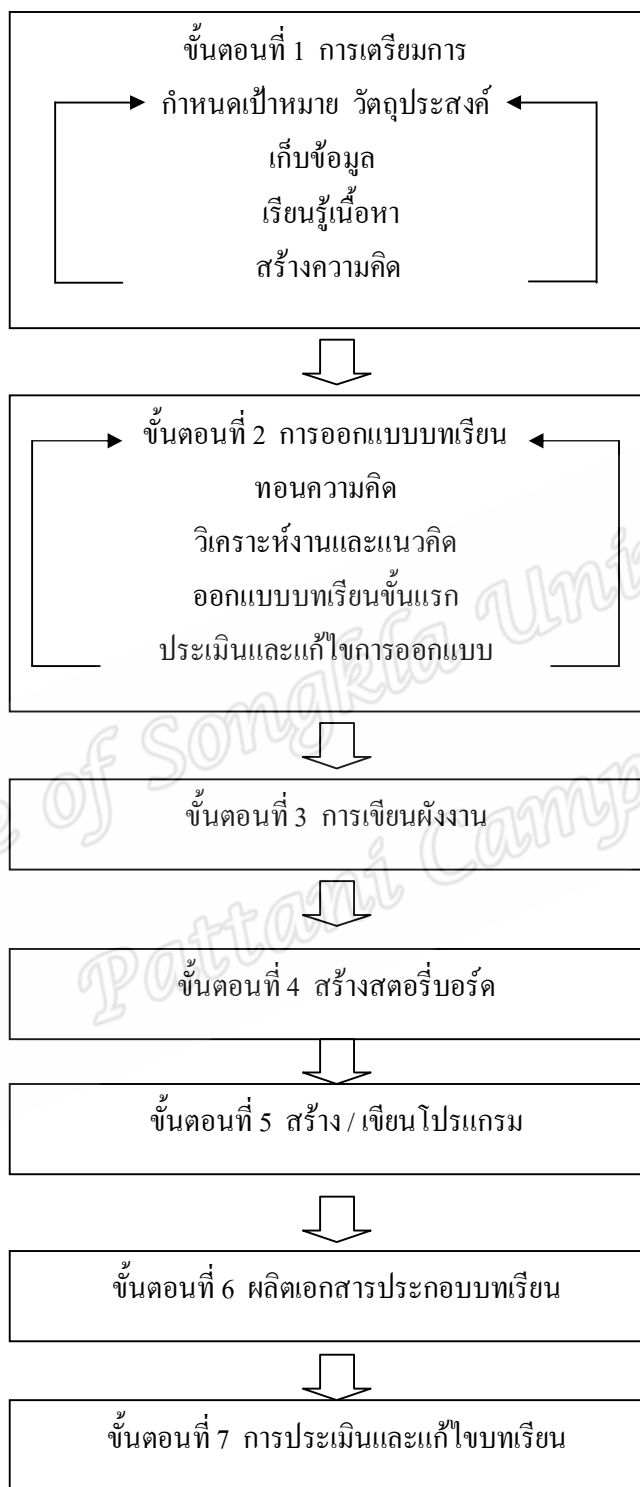 ขั้นตอนที่ 1 การเตรียมการ
กำหนดเป้าหมาย วัตถุประสงค์
เก็บข้อมูล
เรียนรู้เนื้อหา
สร้างความคิด
ขั้นตอนที่ 2 การออกแบบบทเรียน
ทอนความคิด
วิเคราะห์งานและแนวคิด
ออกแบบบทเรียนขั้นแรก
ประเมินและแก้ไขการออกแบบ
ขั้นตอนที่ 3 การเขียนผังงาน
ขั้นตอนที่ 4 สร้างสตอรี่บอร์ด
ขั้นตอนที่ 5 สร้าง / เขียนโปรแกรม
ขั้นตอนที่ 6 ผลิตเอกสารประกอบบทเรียน
ขั้นตอนที่ 7 การประเมินและแก้ไขบทเรียน
of Songkla
Pattani